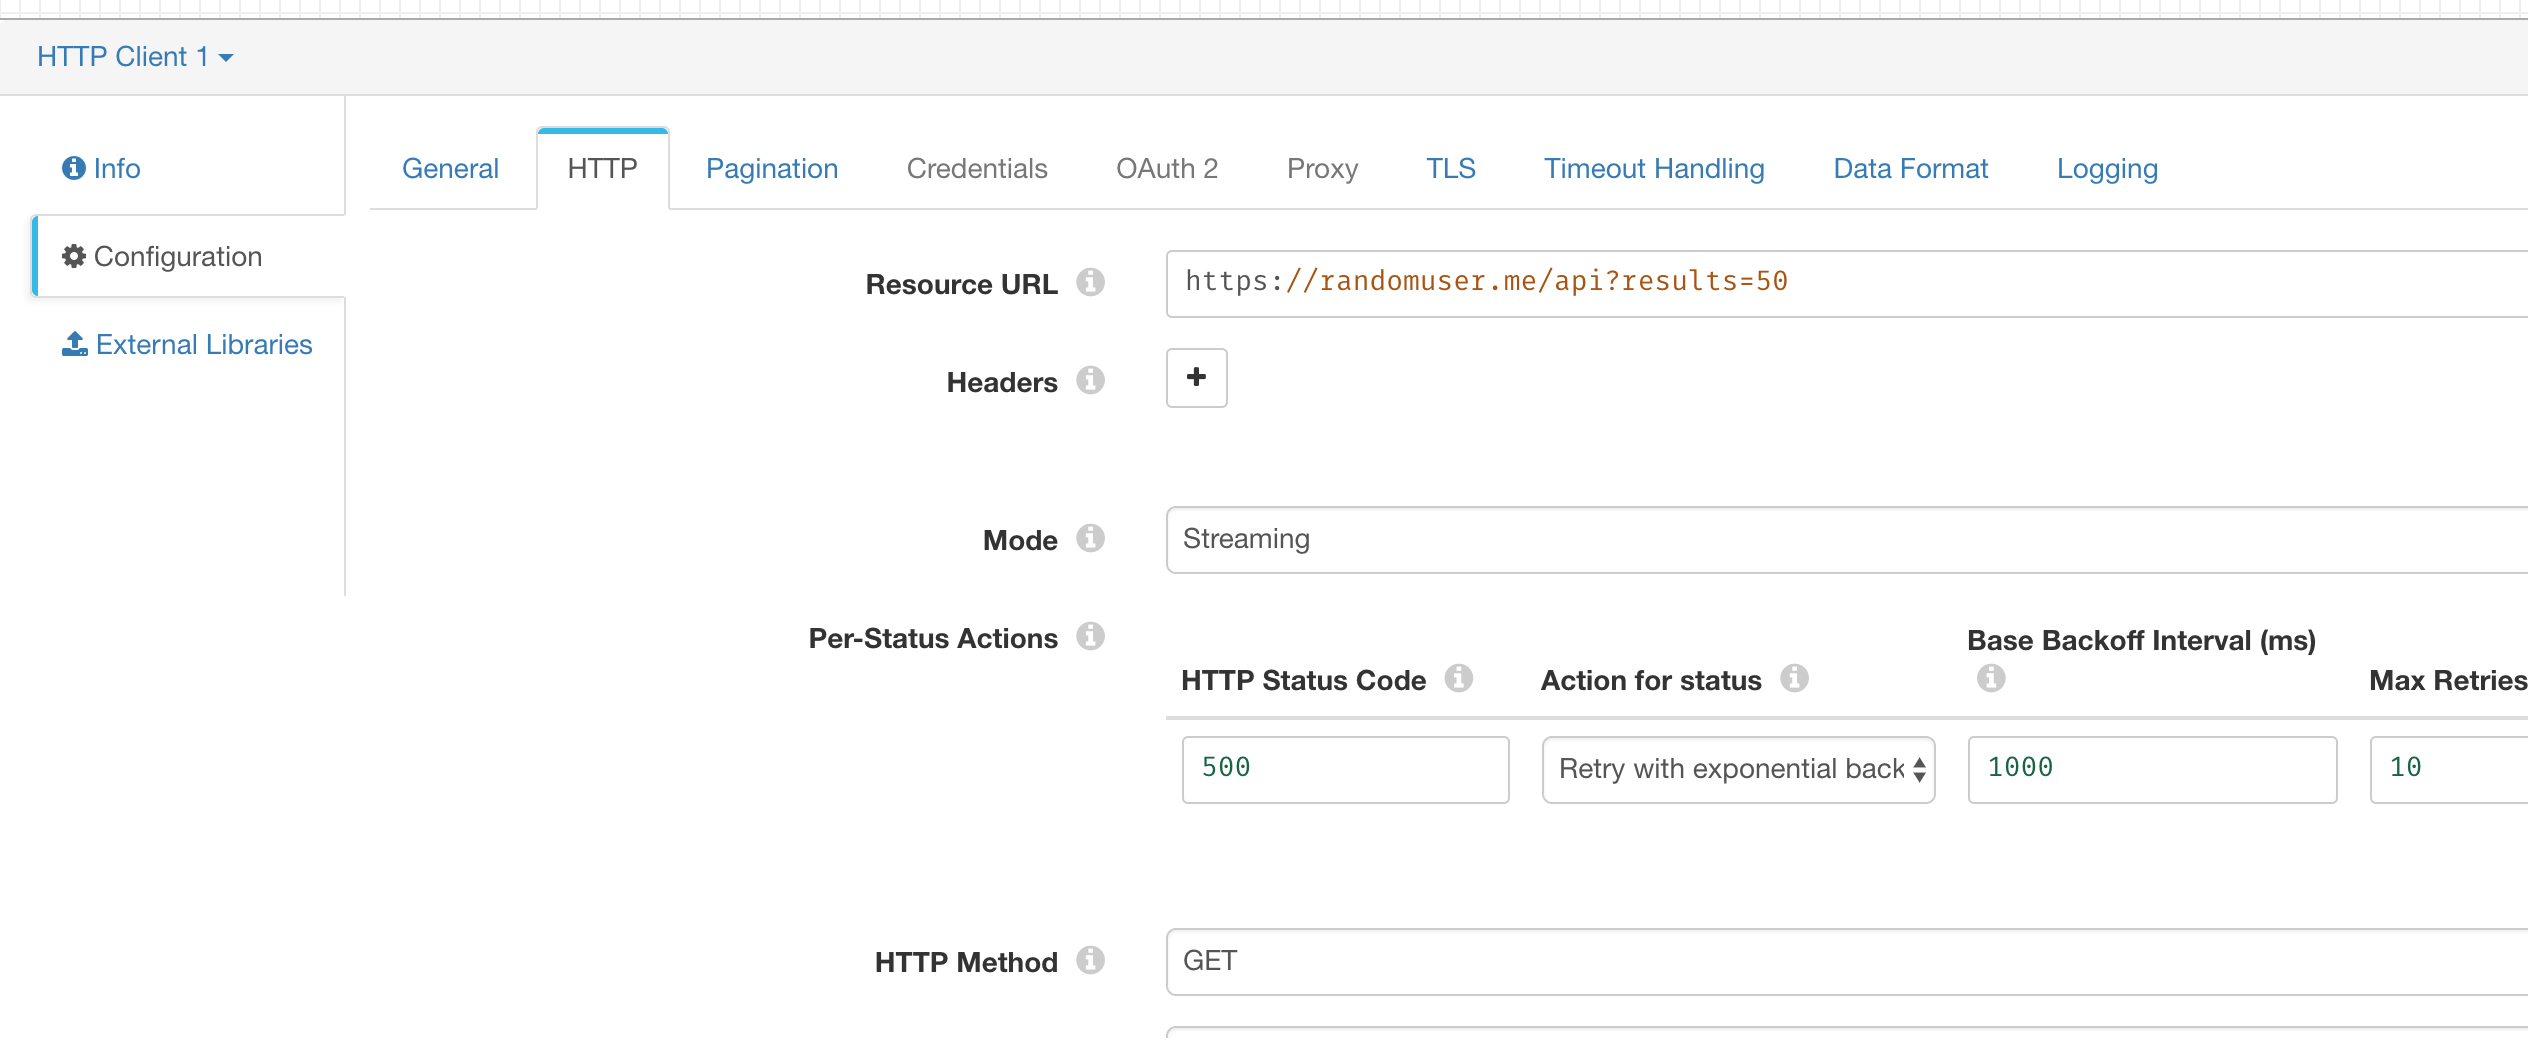 HTTP Client 1
Info
Configuration
External Libraries
General HTTP Pagination Credentials OAuth 2 Proxy TLS Timeout Handling Data Format Logging
Resource URL https://randomuser.me/api?results=50
Headers +
Mode Streaming
Per-Status Actions
HTTP Status Code Action for status Base Backoff Interval (ms) Max Retries
500 Retry with exponential back 1000 10
HTTP Method GET